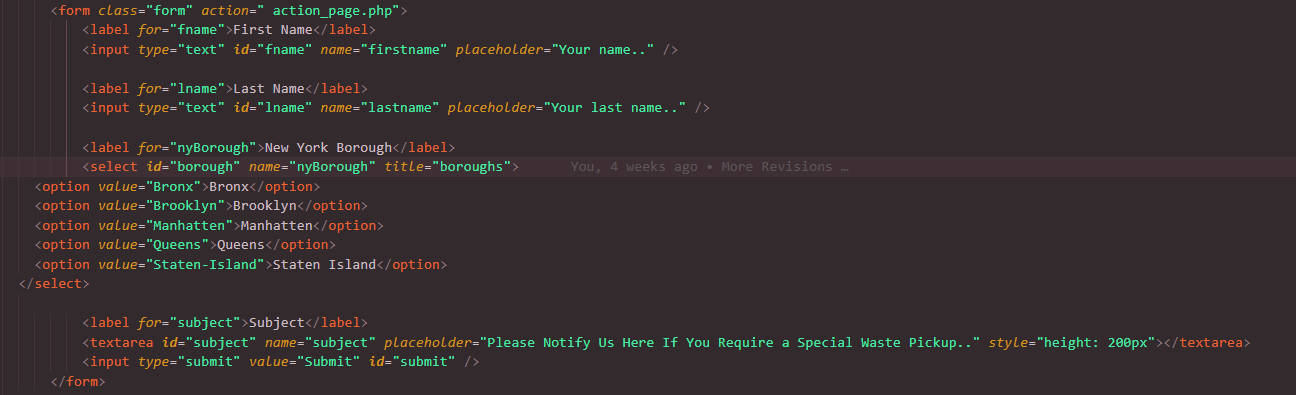 <form class="form" action=" action_page.php">
<label for="fname">First Name</label>
<input type="text" id="fname" name="firstname" placeholder="Your name.." />
<label for="lname">Last Name</label>
<input type="text" id="lname" name="lastname" placeholder="Your last name.." />
<label for="nyBorough">New York Borough</label>
<select id="borough" name="nyBorough" title="boroughs"> You, 4 weeks ago • More Revisions …
<option value="Bronx">Bronx</option>
<option value="Brooklyn">Brooklyn</option>
<option value="Manhatten">Manhatten</option>
<option value="Queens">Queens</option>
<option value="Staten-Island">Staten Island</option>
</select>
<label for="subject">Subject</label>
<textarea id="subject" name="subject" placeholder="Please Notify Us Here If You Require a Special Waste Pickup.." style="height: 200px"></textarea>
<input type="submit" value="Submit" id="submit" />
</form>